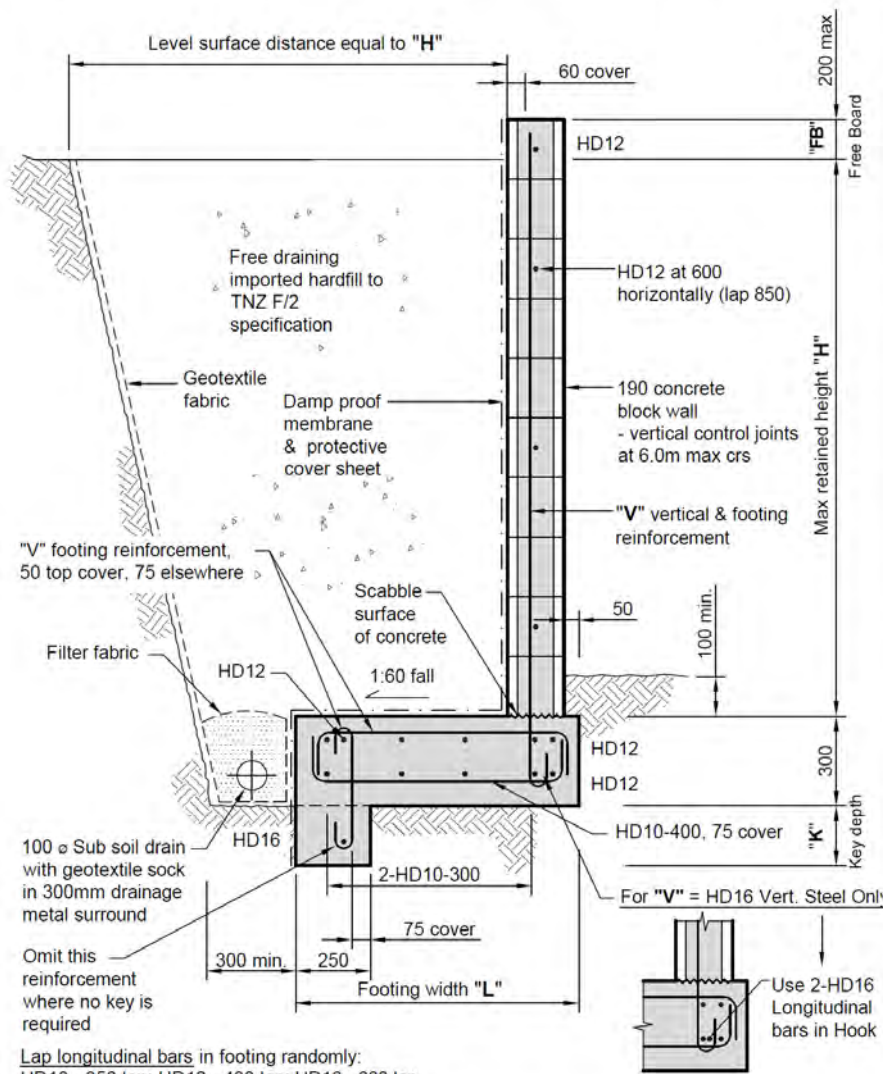 Level surface distance equal to "H"
60 cover
200 max
"FB"
Free Board
HD12
Free draining
imported hardfill to
TNZ F/2
specification
HD12 at 600
horizontally (lap 850)
Geotextile
fabric
Damp proof
membrane
& protective
cover sheet
190 concrete
block wall
- vertical control joints
at 6.0m max crs
Max retained height "H"
"V" vertical & footing
reinforcement
"V" footing reinforcement,
50 top cover, 75 elsewhere
Scabble
surface
of concrete
50
100 min.
Filter fabric
HD12
1:60 fall
HD12
HD12
300
HD16
HD10-400, 75 cover
"K"
Key depth
100 ø Sub soil drain
with geotextile sock
in 300mm drainage
metal surround
2-HD10-300
For "V" = HD16 Vert. Steel Only
75 cover
Omit this
reinforcement
where no key is
required
300 min.
250
Footing width "L"
Use 2-HD16
Longitudinal
bars in Hook
Lap longitudinal bars in footing randomly: